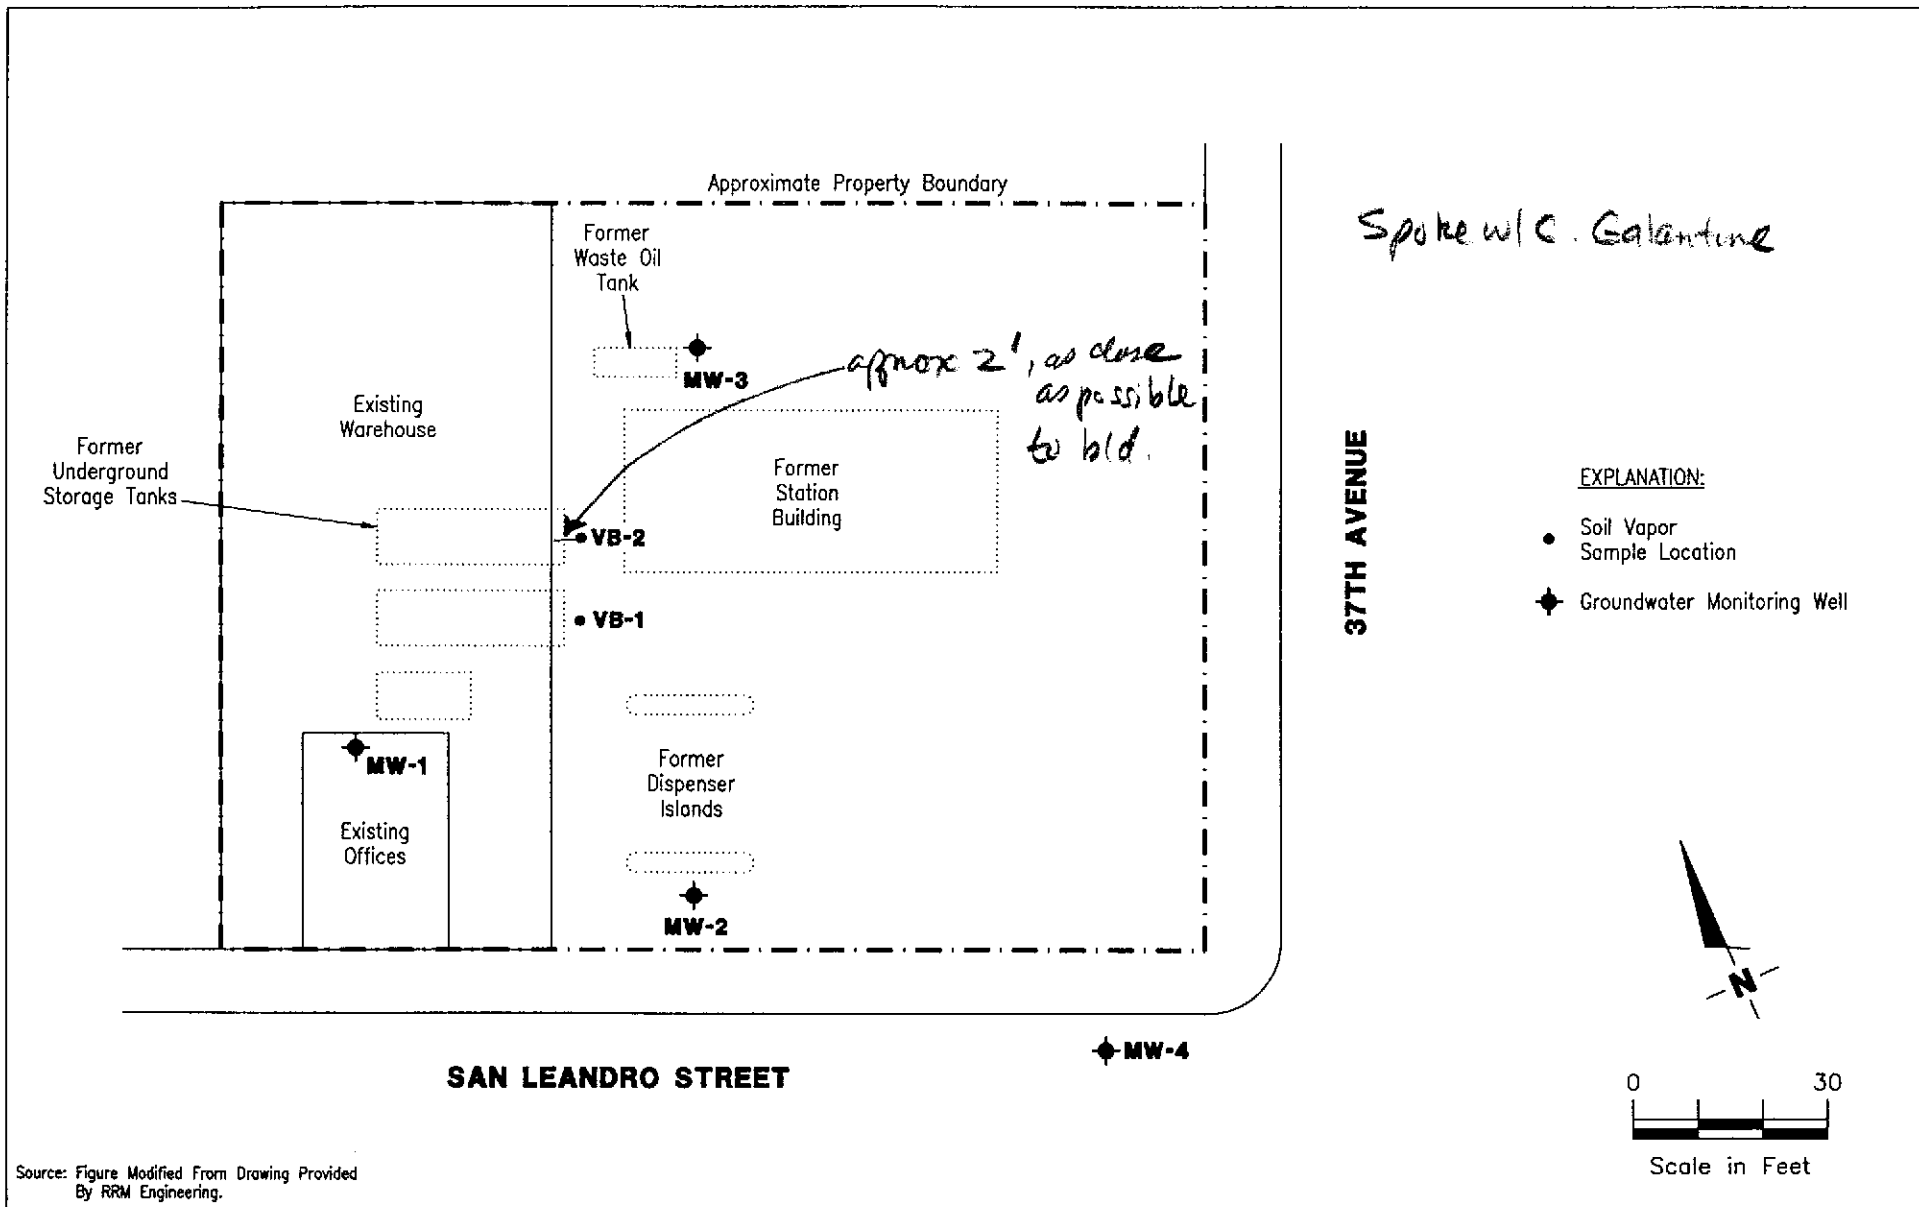 Approximate Property Boundary
Spoke w/ C. Galantine
Former
Waste Oil
Tank
MW-3
approx 2', as close
as possible
to bld.
Existing
Warehouse
Former
Underground
Storage Tanks
Former
Station
Building
VB-2
VB-1
37TH AVENUE
EXPLANATION:
Soil Vapor
Sample Location
Groundwater Monitoring Well
MW-1
Former
Dispenser
Islands
Existing
Offices
MW-2
N
MW-4
SAN LEANDRO STREET
0 30
Scale in Feet
Source: Figure Modified From Drawing Provided
By RRM Engineering.